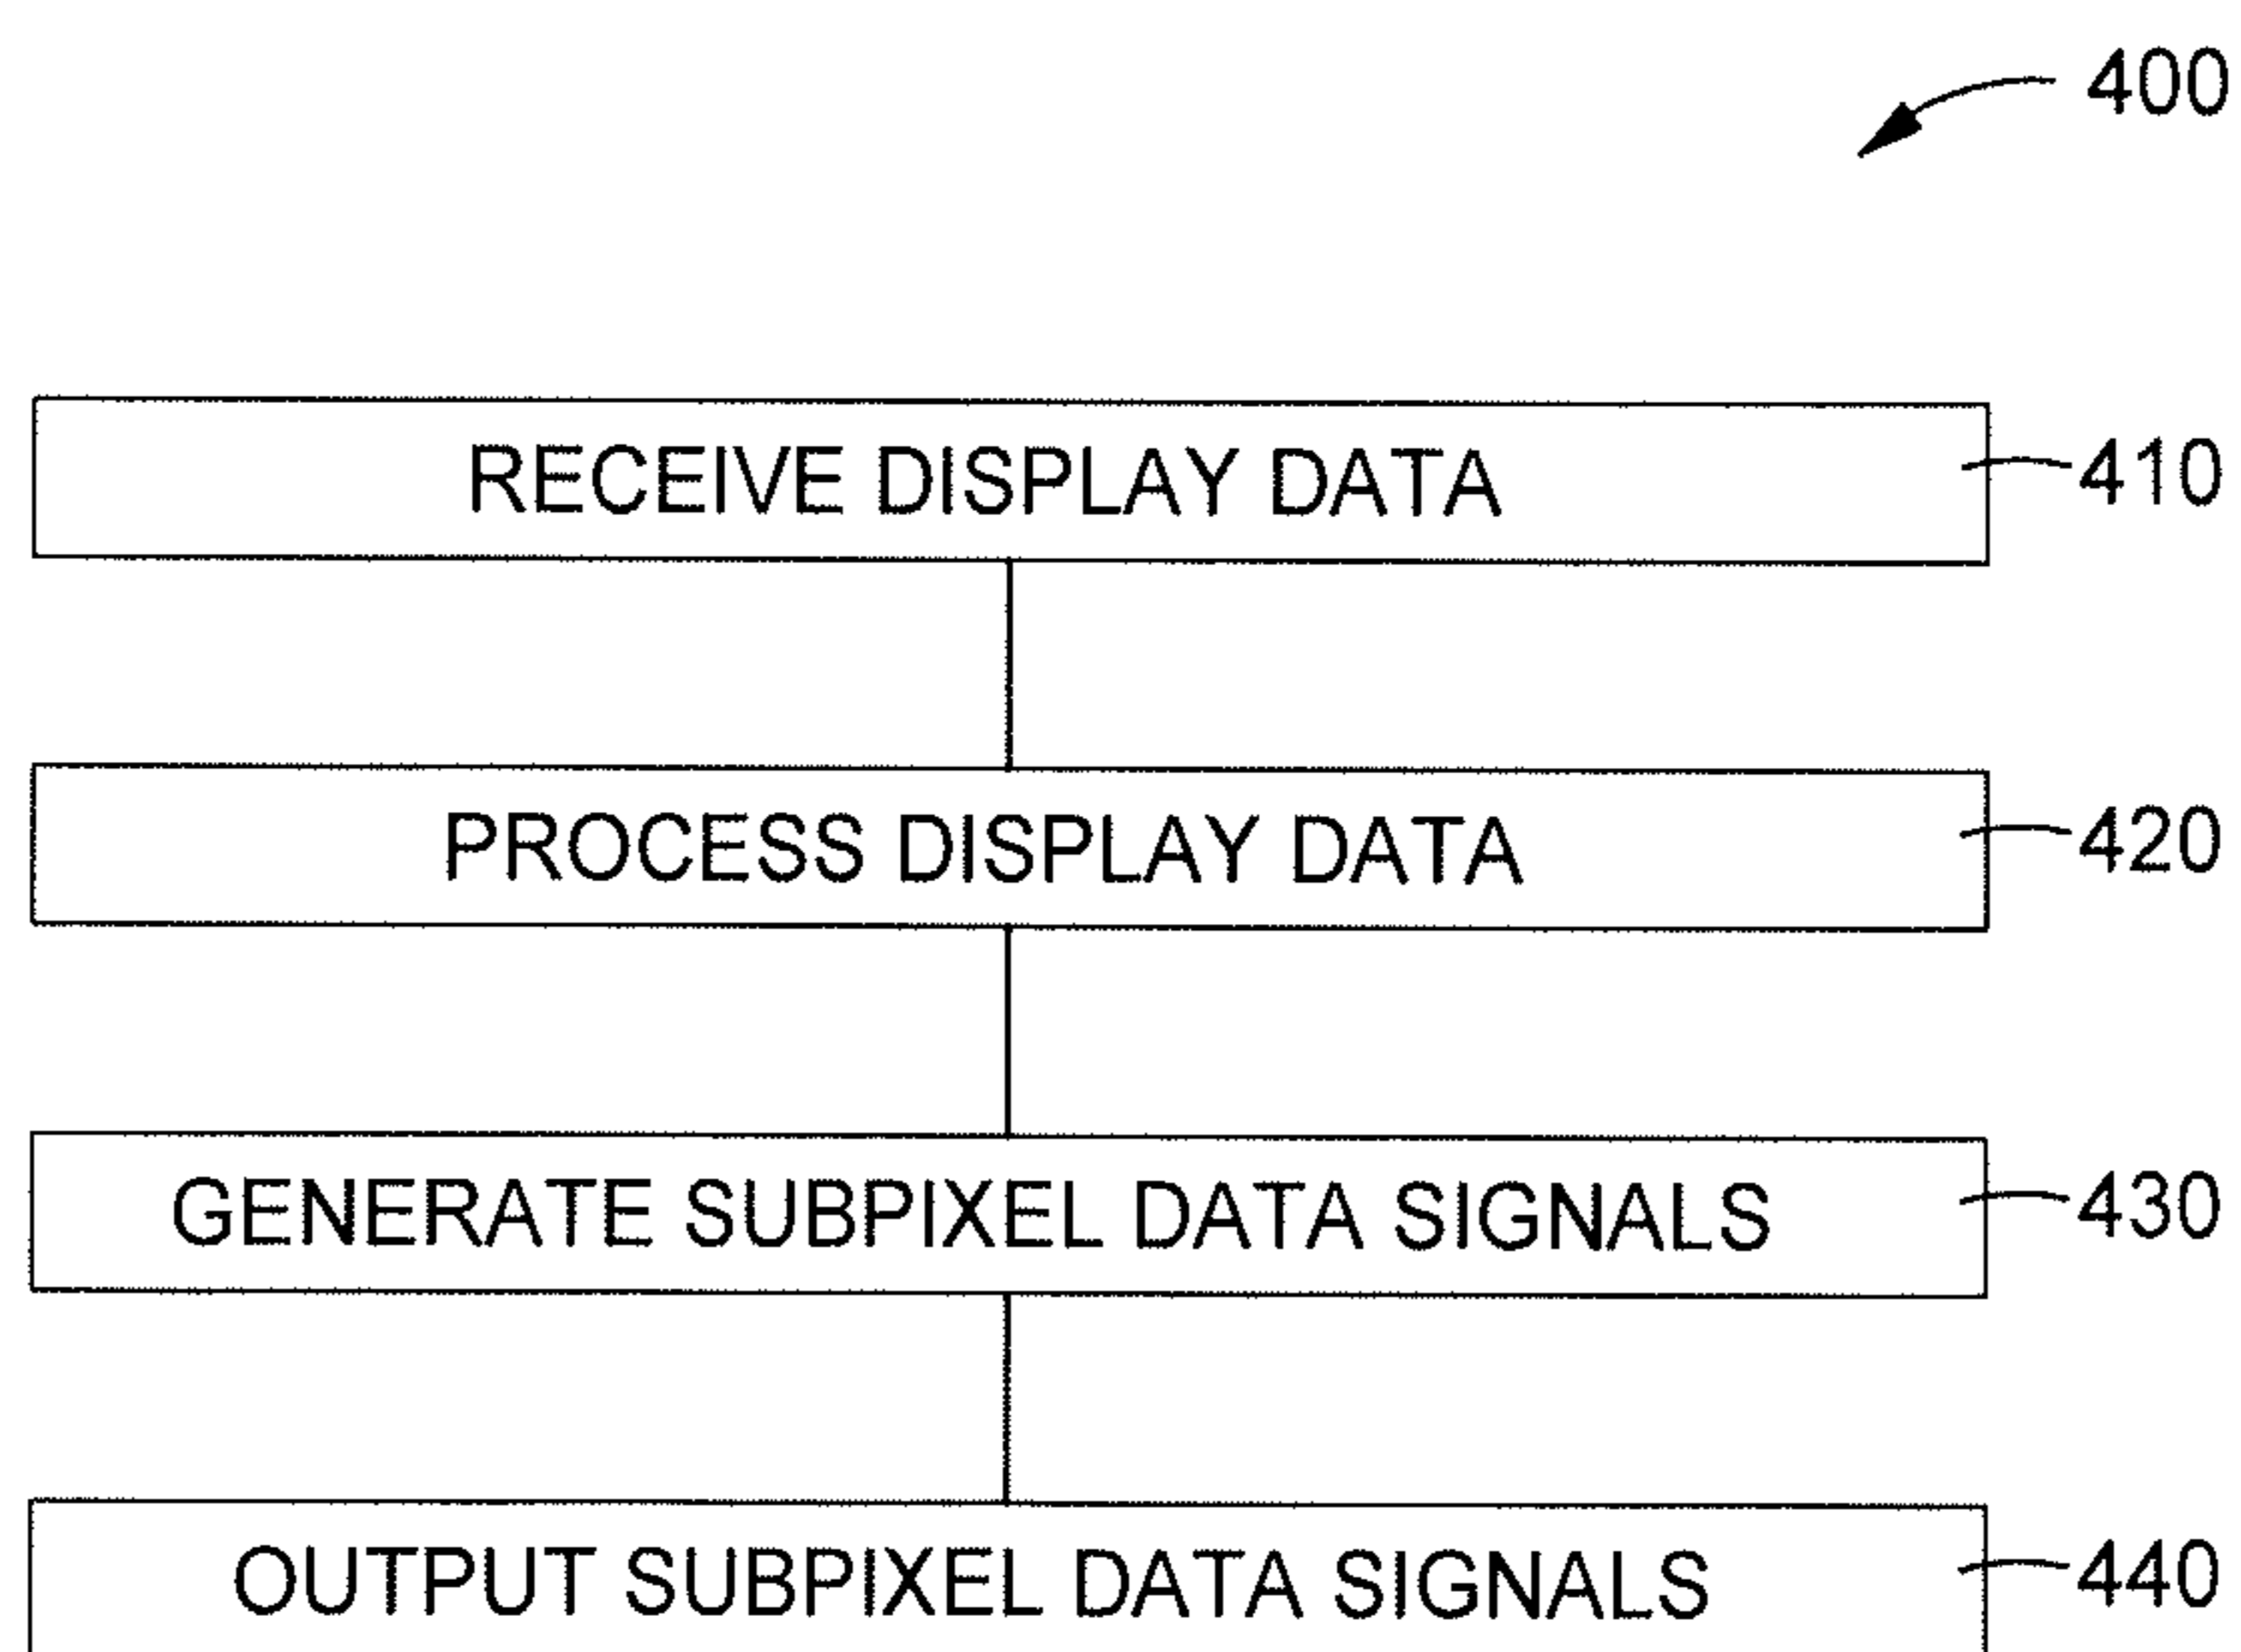 400
RECEIVE DISPLAY DATA 410
PROCESS DISPLAY DATA 420
GENERATE SUBPIXEL DATA SIGNALS 430
OUTPUT SUBPIXEL DATA SIGNALS 440